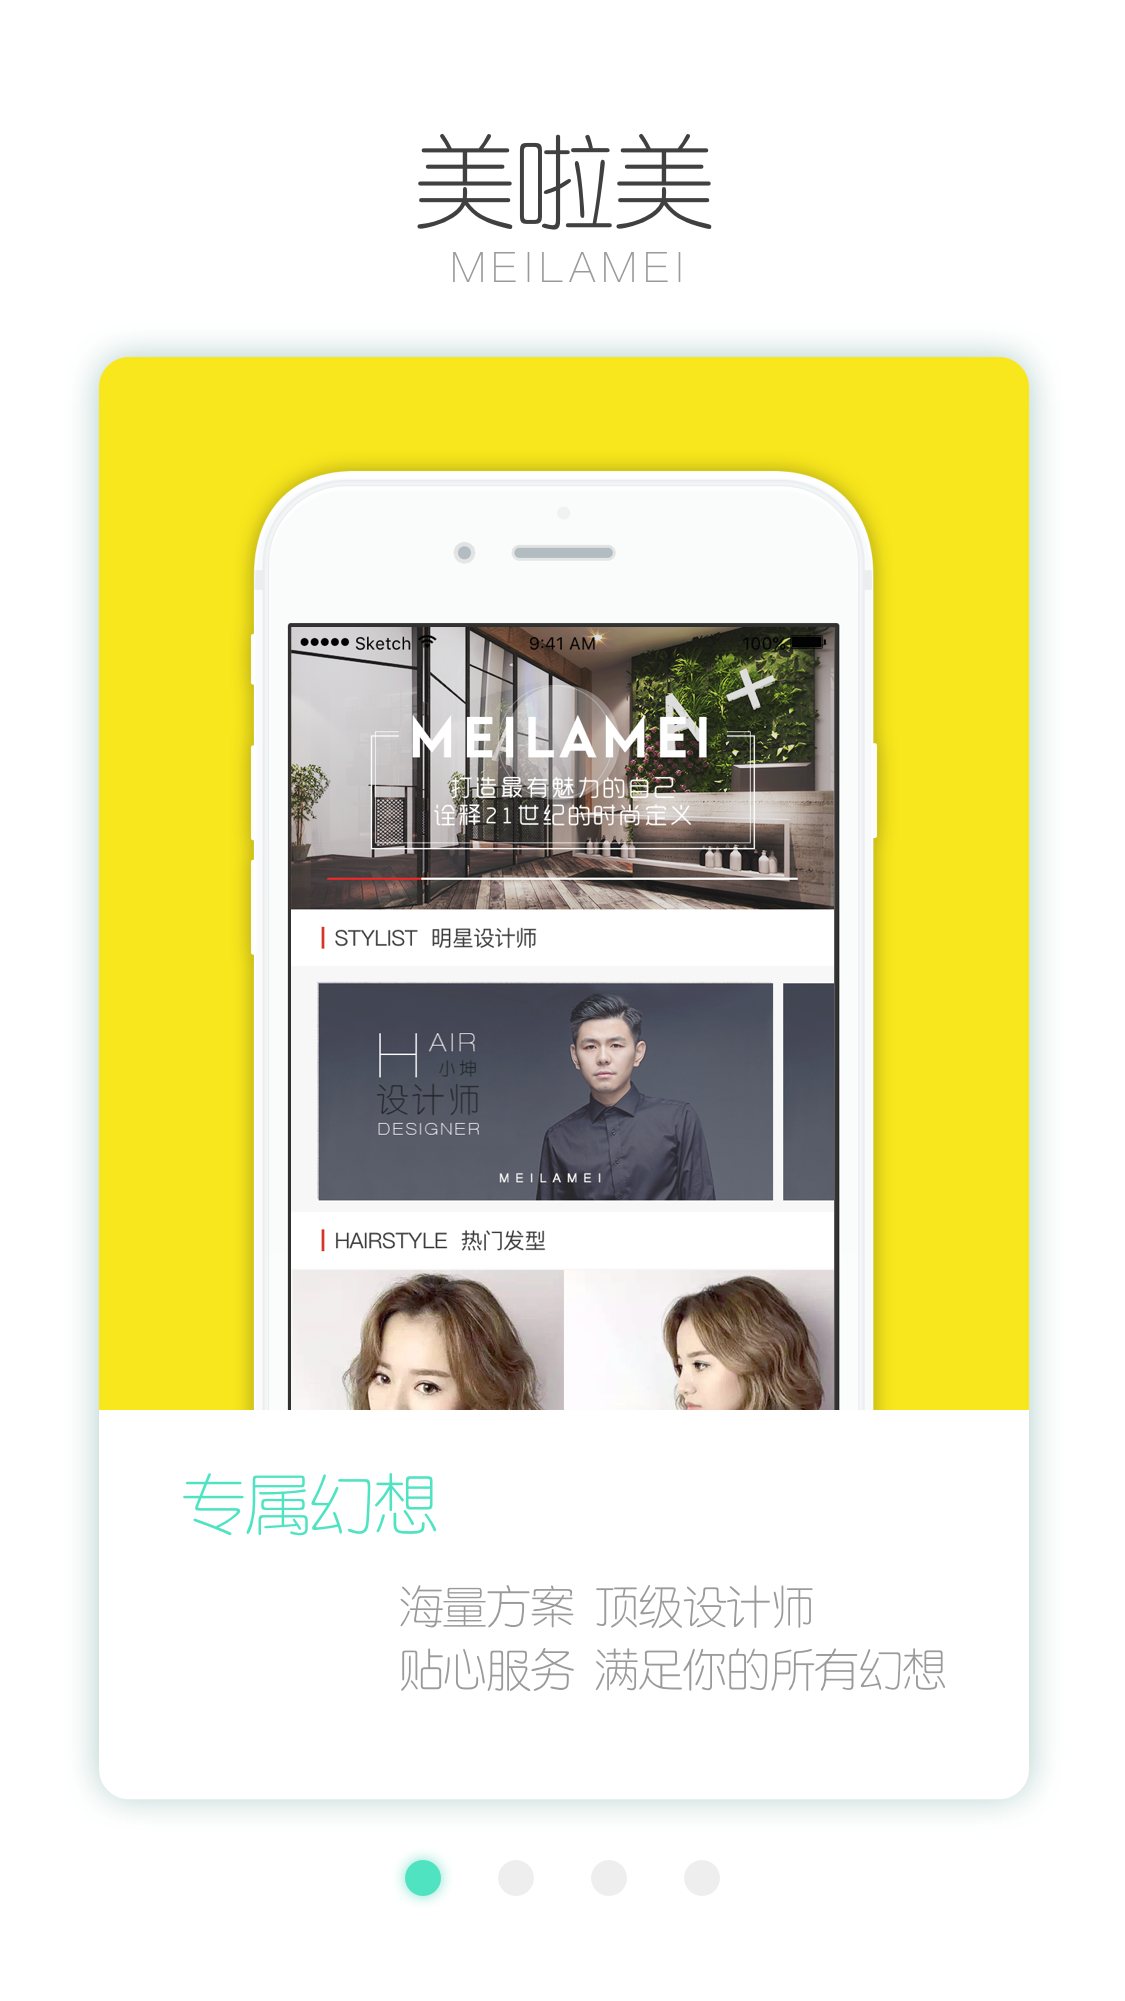 美啦美
MEILAMEI
Sketch 9:41 AM 100%
MEILAMEI
打造最有魅力的自己
诠释21世纪的时尚定义
STYLIST 明星设计师
HAIR
小坤
设计师
DESIGNER
MEILAMEI
HAIRSTYLE 热门发型
专属幻想
海量方案 顶级设计师
贴心服务 满足你的所有幻想